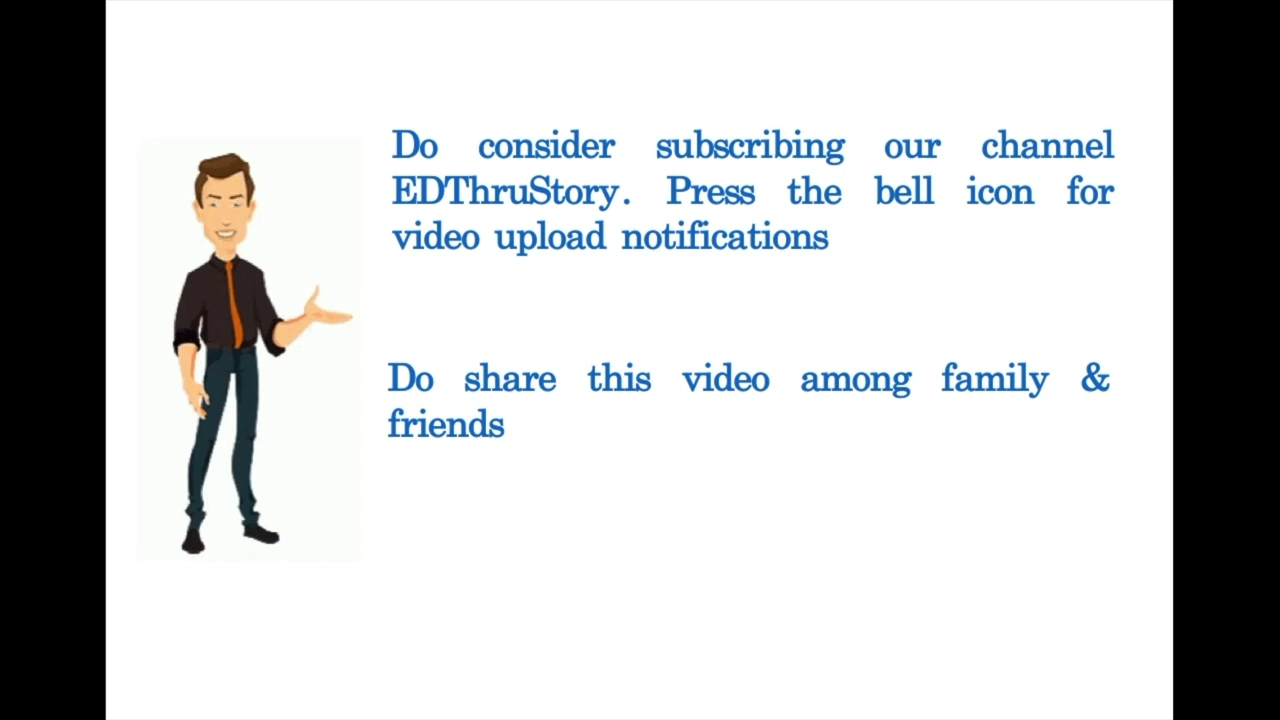 Do consider subscribing our channel
EDThruStory. Press the bell icon for
video upload notifications
Do share this video among family &
friends